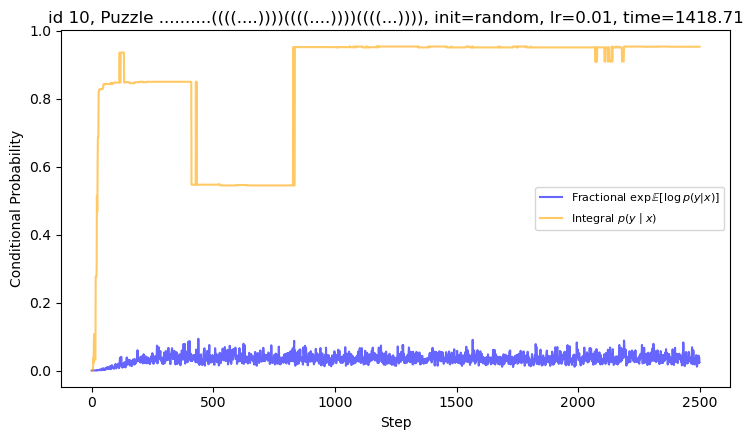 id 10, Puzzle ..........((((....))))((((....))))((((...)))), init=random, lr=0.01, time=1418.71
1.0
0.8
0.6
0.4
0.2
0.0
Conditional Probability
Fractional exp𝔼[log p(y|x)]
Integral p(y | x)
0 500 1000 1500 2000 2500
Step